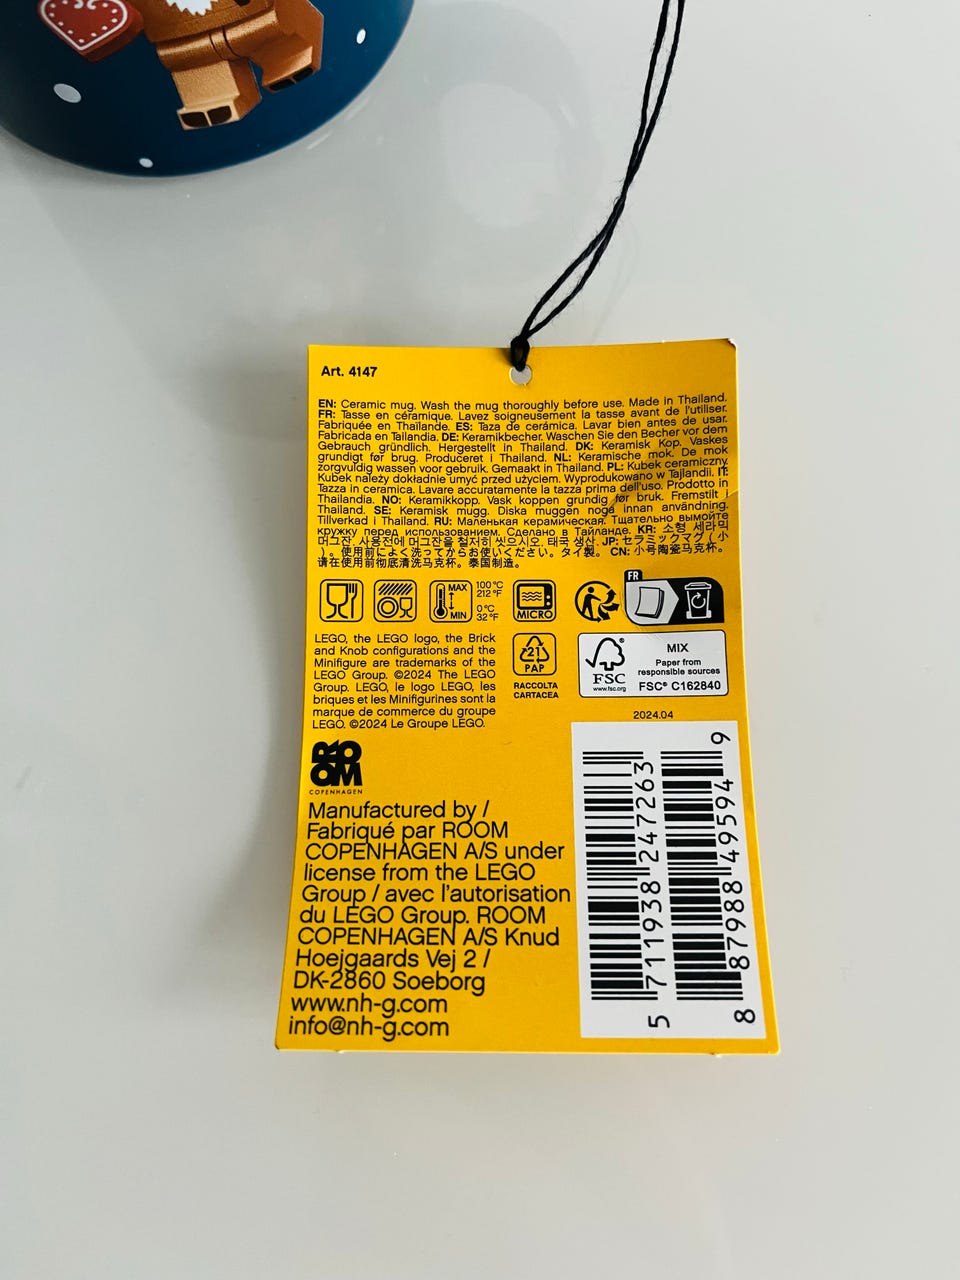 Art. 4147
EN: Ceramic mug. Wash the mug thoroughly before use. Made in Thailand.
FR: Tasse en céramique. Lavez soigneusement la tasse avant de l'utiliser.
Fabriquée en Thaïlande. ES: Taza de cerámica. Lavar bien antes de usar.
Fabricada en Tailandia. DE: Keramikbecher. Waschen Sie den Becher vor dem
Gebrauch gründlich. Hergestellt in Thailand. DK: Keramisk Kop. Vaskes
grundigt før brug. Produceret i Thailand. NL: Keramische mok. De mok
zorgvuldig wassen voor gebruik. Gemaakt in Thailand. PL: Kubek ceramiczny.
Kubek należy dokładnie umyć przed użyciem. Wyprodukowano w Tajlandii. IT:
Tazza in ceramica. Lavare accuratamente la tazza prima dell'uso. Prodotto in
Thailandia. NO: Keramikkopp. Vask koppen grundig før bruk. Fremstilt i
Thailand. SE: Keramisk mugg. Diska muggen noga innan användning.
Tillverkad i Thailand. RU: Маленькая керамическая. Тщательно вымойте
кружку перед использованием. Сделано в Таиланде. KR: 소형 세라믹
머그잔. 사용전에 머그잔을 철저히 씻으시오. 태국 생산. JP: セラミックマグ ( 小
) 。使用前によく洗ってからお使いください。タイ製。 CN: 小号陶瓷马克杯。
请在使用前彻底清洗马克杯。泰国制造。
MAX
MIN
100 °C
212 °F
0 °C
32 °F
MICRO
FR
LEGO, the LEGO logo, the Brick
and Knob configurations and the
Minifigure are trademarks of the
LEGO Group. ©2024 The LEGO
Group. LEGO, le logo LEGO, les
briques et les Minifigurines sont la
marque de commerce du groupe
LEGO. ©2024 Le Groupe LEGO.
21
PAP
RACCOLTA
CARTACEA
FSC
www.fsc.org
MIX
Paper from
responsible sources
FSC® C162840
2024.04
ROOM
COPENHAGEN
Manufactured by /
Fabriqué par ROOM
COPENHAGEN A/S under
license from the LEGO
Group / avec l'autorisation
du LEGO Group. ROOM
COPENHAGEN A/S Knud
Hoejgaards Vej 2 /
DK-2860 Soeborg
www.nh-g.com
info@nh-g.com
5 711938 247263
8 87988 49594 9